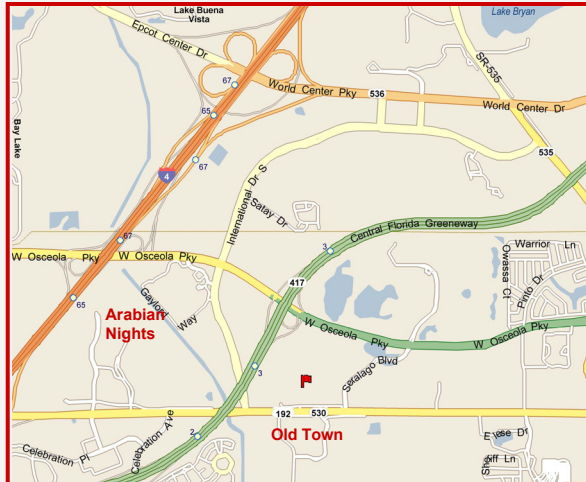 Lake Buena
Vista
Lake Bryan
Epcot Center Dr
SR-535
67
World Center Pky
536
World Center Dr
65
Bay Lake
67
535
4
International Dr S
Satay Dr
Central Florida Greeneway
67
3
Warrior Ln
W Osceola Pky
W Osceola Pky
Owassa Ct
417
Pinto Dr
65
Gaylord Way
Arabian
Nights
W Osceola Pky
W Osceola Pky
Seralago Blvd
3
192
530
Celebration Ave
Old Town
2
Elese Dr
Celebration Pl
Sheriff Ln